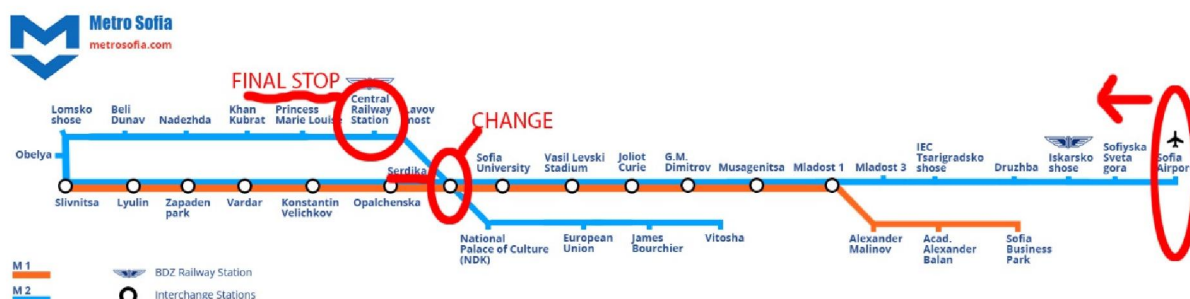 Metro Sofia
metrosofia.com
FINAL STOP
CHANGE
Lomsko
shose
Beli
Dunav
Nadezhda
Khan
Kubrat
Princess
Marie Louise
Central
Railway
Station
Lavov
most
Obelya
Serdika
Sofia
University
Vasil Levski
Stadium
Joliot
Curie
G.M.
Dimitrov
Musagenitsa
Mladost 1
Mladost 3
IEC
Tsarigradsko
shose
Druzhba
Iskarsko
shose
Sofiyska
Sveta
gora
Sofia
Airport
Slivnitsa
Lyulin
Zapaden
park
Vardar
Konstantin
Velichkov
Opalchenska
National
Palace of Culture
(NDK)
European
Union
James
Bourchier
Vitosha
Alexander
Malinov
Acad.
Alexander
Balan
Sofia
Business
Park
M 1
M 2
BDZ Railway Station
Interchange Stations